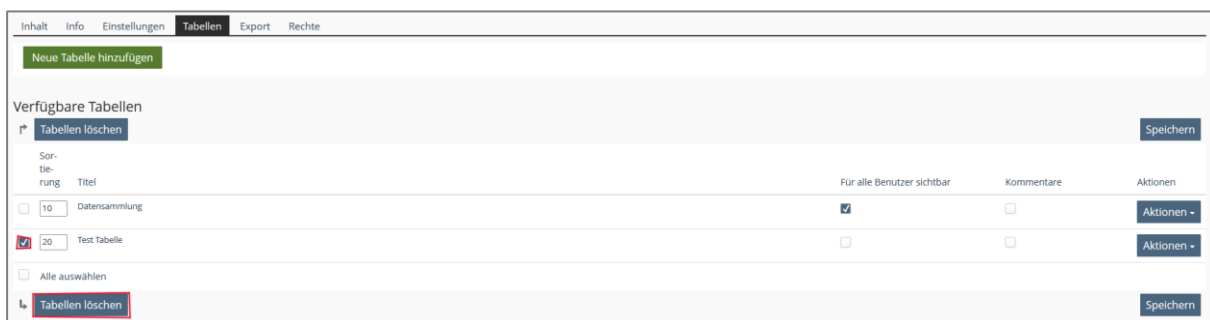 Inhalt Info Einstellungen Tabellen Export Rechte
Neue Tabelle hinzufügen
Verfügbare Tabellen
Tabellen löschen Speichern
Sor-
tie-
rung Titel Für alle Benutzer sichtbar Kommentare Aktionen
10 Datensammlung Aktionen
20 Test Tabelle Aktionen
Alle auswählen
Tabellen löschen Speichern